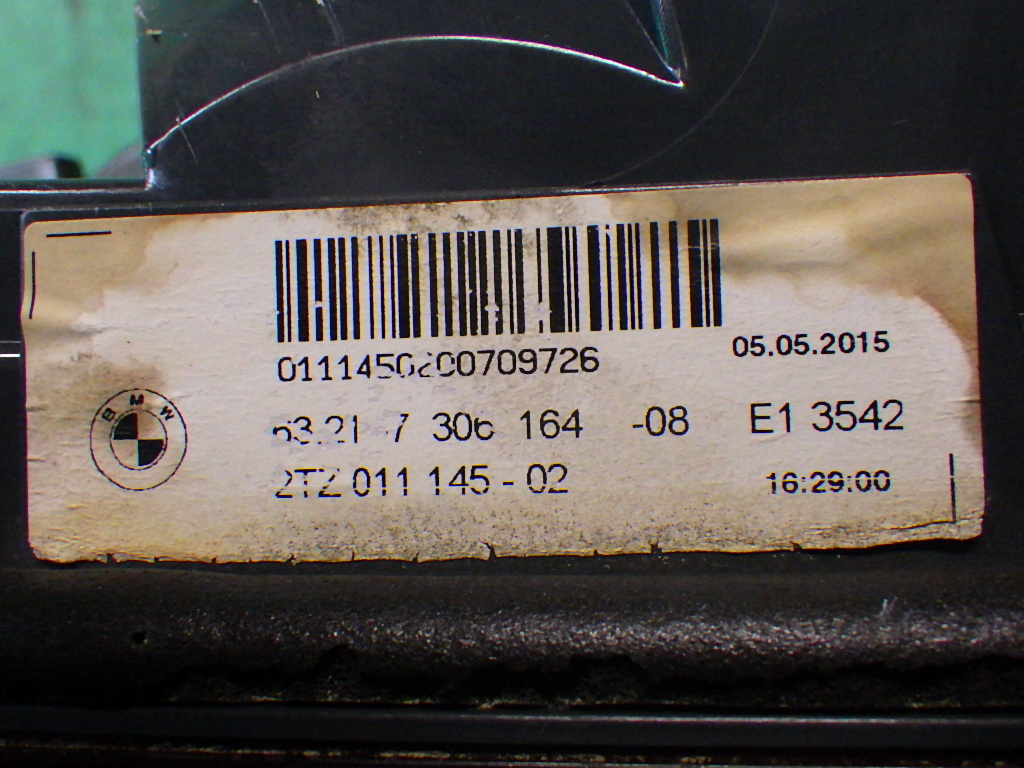 0111450200709726
05.05.2015
63.21 7 306 164 -08 E1 3542
BMW
2TZ 011 145 - 02
16:29:00